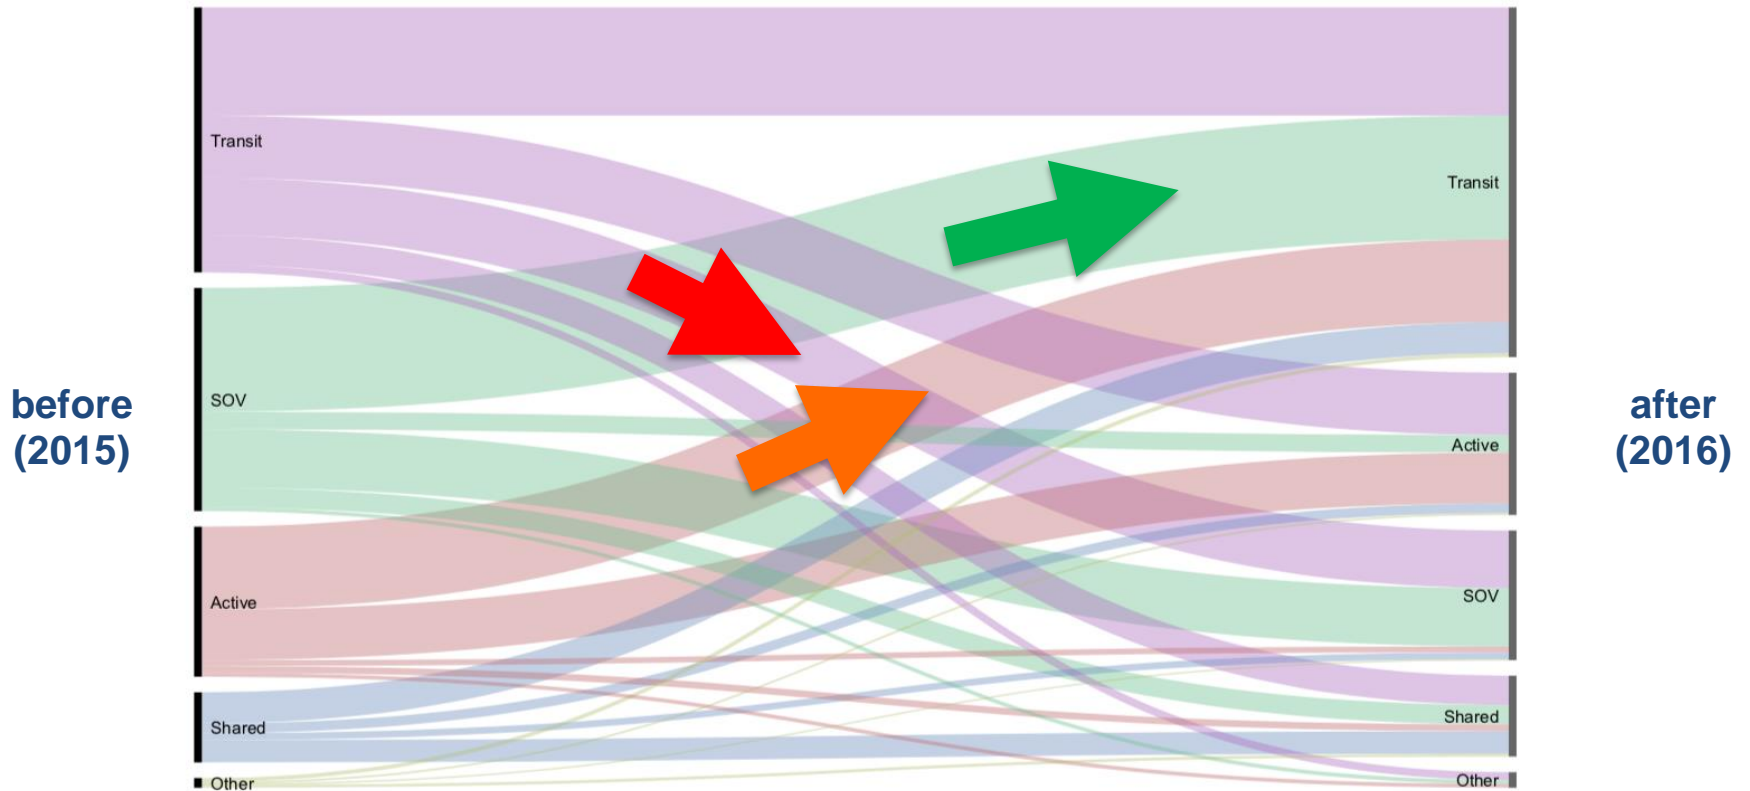 Transit
SOV
Active
Shared
Other
before
(2015)
Transit
Active
SOV
Shared
Other
after
(2016)